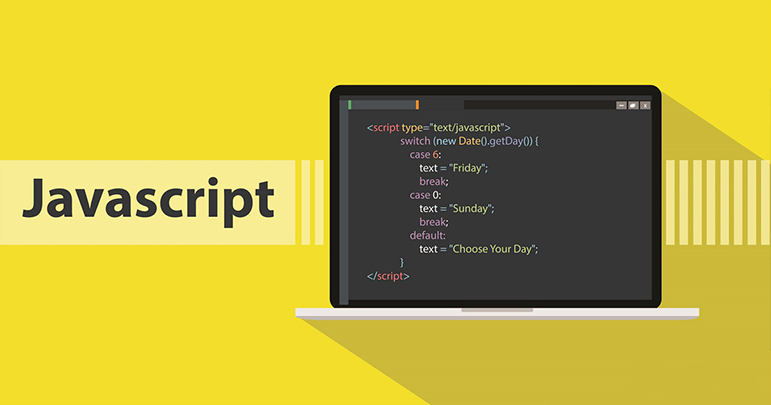 Javascript
<script type="text/javascript">
switch (new Date().getDay()) {
case 6:
text = "Friday";
break;
case 0:
text = "Sunday";
break;
default:
text = "Choose Your Day";
}
</script>